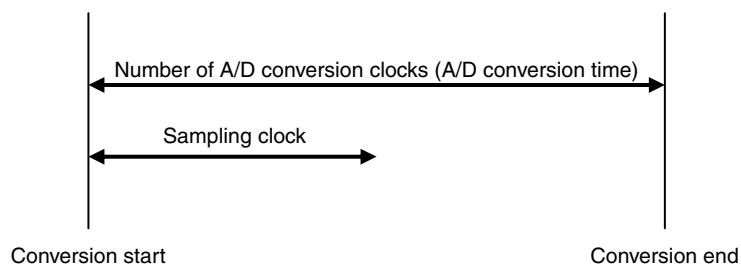 Number of A/D conversion clocks (A/D conversion time)
Sampling clock
Conversion start
Conversion end